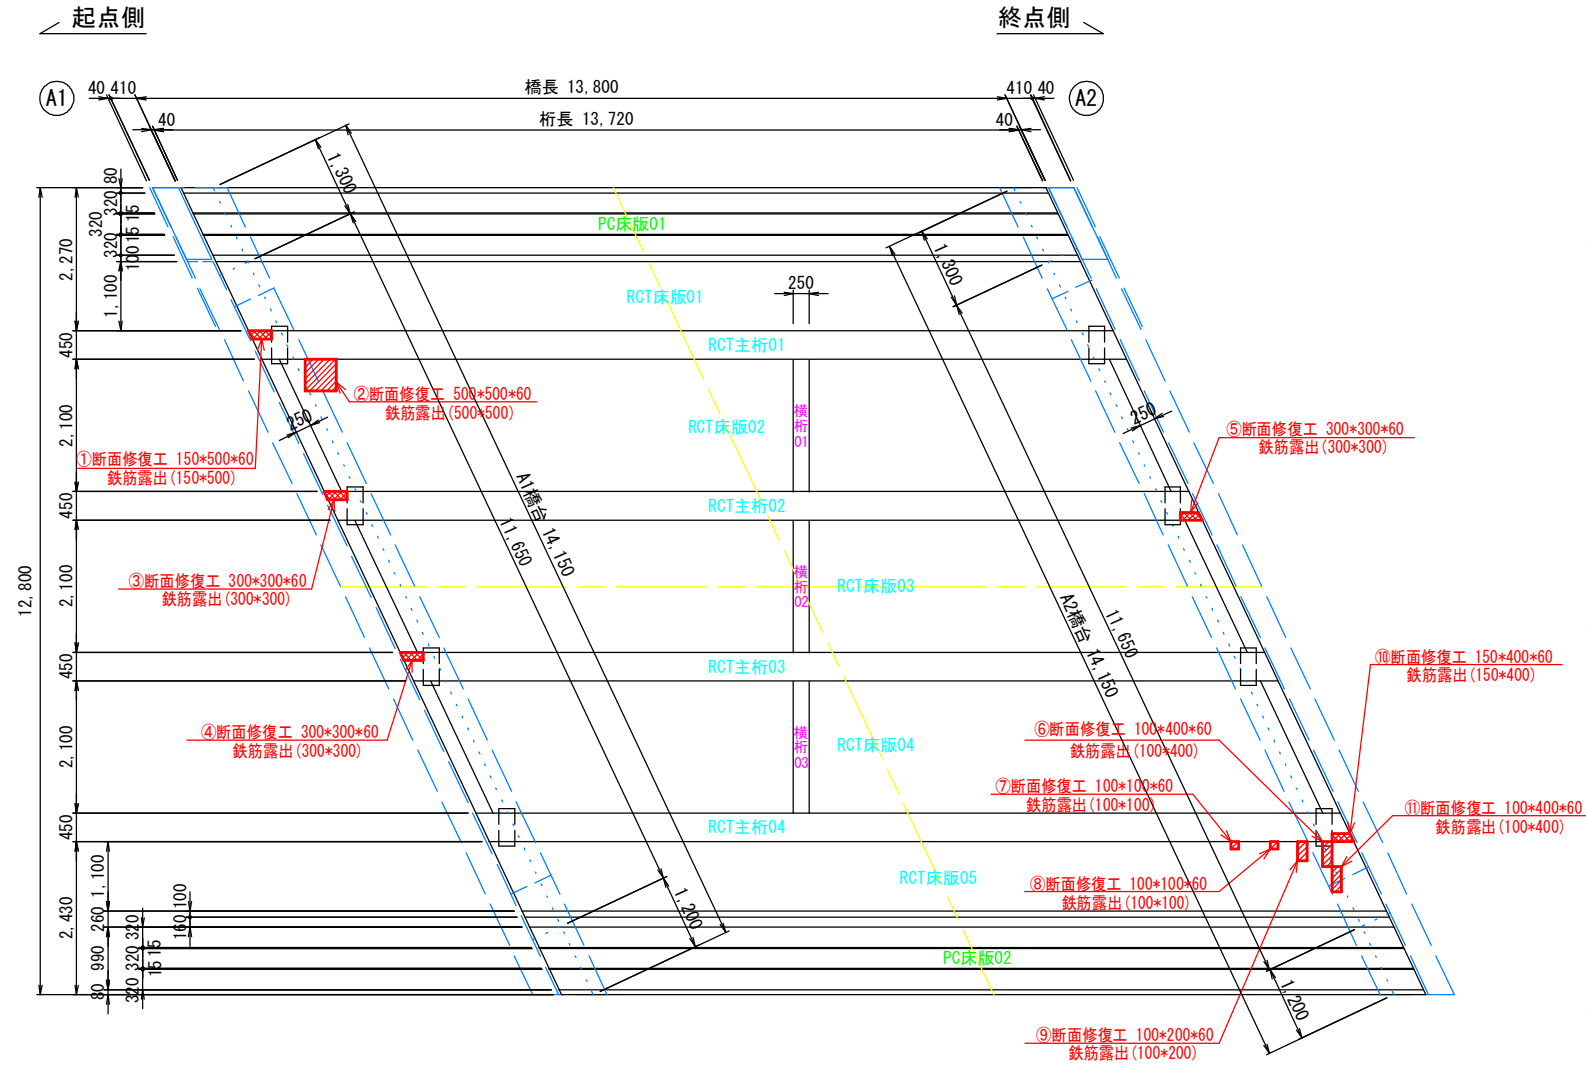 起点側
終点側
A1
40
410
橋長 13,800
410
40
A2
40
桁長 13,720
40
1,300
80
320
320
15
15
320
100
2,270
1,100
PC床版01
1,300
RCT床版01
250
450
RCT主桁01
②断面修復工 500*500*60
鉄筋露出(500*500)
2,100
250
RCT床版02
横桁01
250
⑤断面修復工 300*300*60
鉄筋露出(300*300)
①断面修復工 150*500*60
鉄筋露出(150*500)
A1橋台 14,150
11,650
450
RCT主桁02
12,800
③断面修復工 300*300*60
鉄筋露出(300*300)
2,100
横桁02
RCT床版03
A2橋台 14,150
11,650
450
RCT主桁03
⑩断面修復工 150*400*60
鉄筋露出(150*400)
④断面修復工 300*300*60
鉄筋露出(300*300)
2,100
横桁03
RCT床版04
⑥断面修復工 100*400*60
鉄筋露出(100*400)
⑦断面修復工 100*100*60
鉄筋露出(100*100)
⑪断面修復工 100*400*60
鉄筋露出(100*400)
450
RCT主桁04
RCT床版05
⑧断面修復工 100*100*60
鉄筋露出(100*100)
2,430
1,100
100
260
160
320
1,200
990
320
15
15
PC床版02
80
320
1,200
⑨断面修復工 100*200*60
鉄筋露出(100*200)